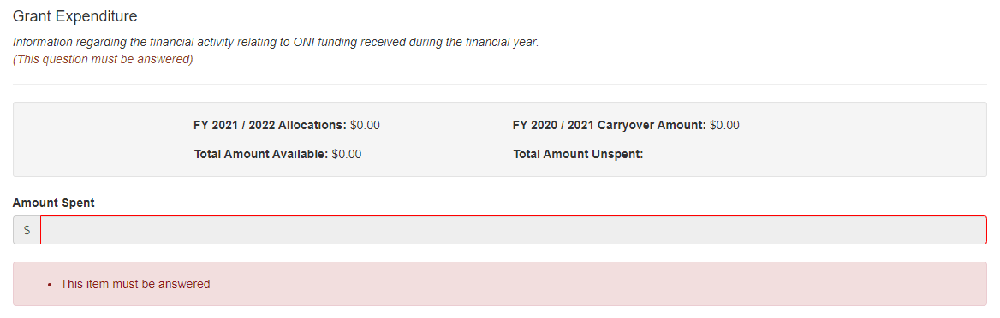 Grant Expenditure
Information regarding the financial activity relating to ONI funding received during the financial year.
(This question must be answered)
FY 2021 / 2022 Allocations: $0.00 FY 2020 / 2021 Carryover Amount: $0.00
Total Amount Available: $0.00 Total Amount Unspent:
Amount Spent
$
• This item must be answered